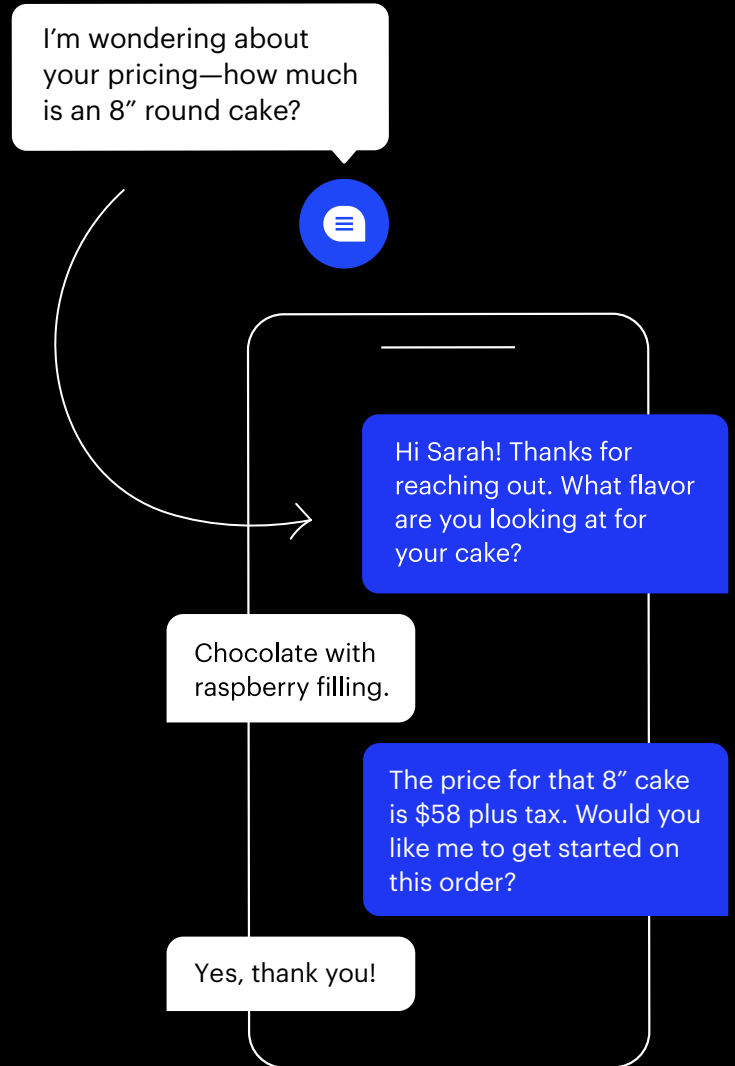 I’m wondering about
your pricing—how much
is an 8” round cake?
Hi Sarah! Thanks for
reaching out. What flavor
are you looking at for
your cake?
Chocolate with
raspberry filling.
The price for that 8” cake
is $58 plus tax. Would you
like me to get started on
this order?
Yes, thank you!